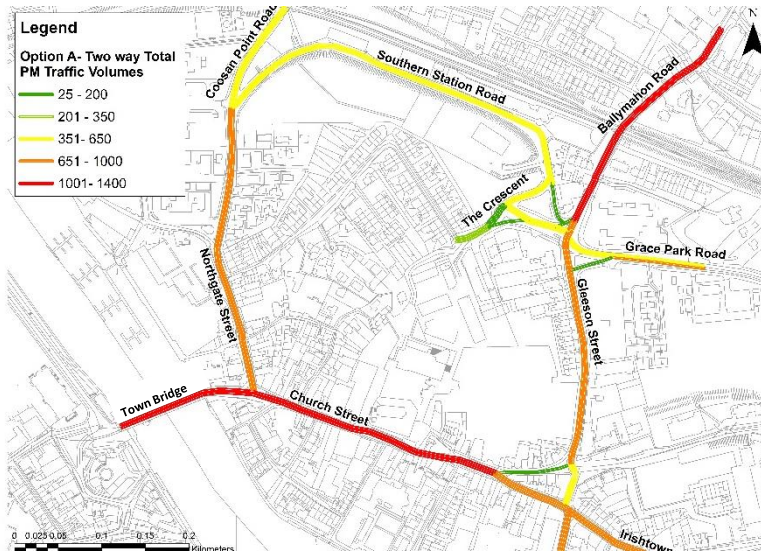 Legend
Option A- Two way Total
PM Traffic Volumes
25 - 200
201 - 350
351 - 650
651 - 1000
1001- 1400
Coosan Point Road
Southern Station Road
Ballymahon Road
N
The Crescent
Grace Park Road
Northgate Street
Gleeson Street
Town Bridge
Church Street
Irishtown
0 0.025 0.05 0.1 0.15 0.2
Kilometers